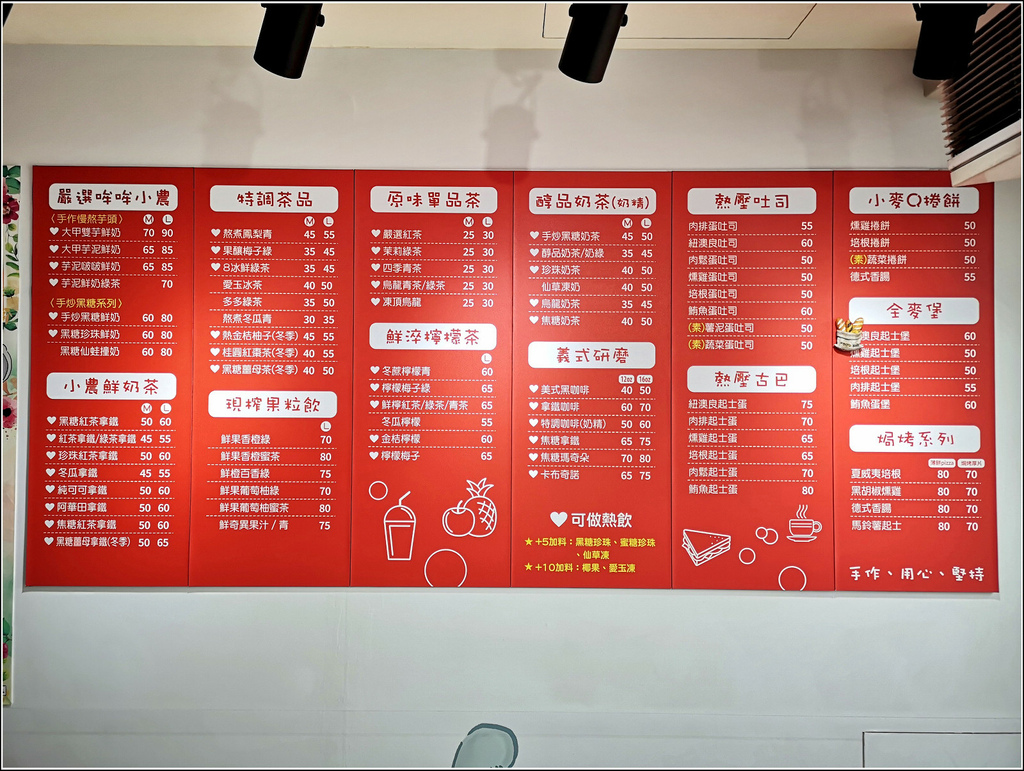 嚴選哞哞小農
〈手作慢熬芋頭〉 M L
♥大甲雙芋鮮奶 70 90
♥大甲芋泥鮮奶 65 85
♥芋泥啵啵鮮奶 65 85
♥芋泥鮮奶綠茶 70
〈手炒黑糖系列〉
♥手炒黑糖鮮奶 60 80
♥黑糖珍珠鮮奶 60 80
黑糖仙蛙撞奶 60 80
小農鮮奶茶
M L
♥黑糖紅茶拿鐵 50 60
♥紅茶拿鐵/綠茶拿鐵 45 55
♥珍珠紅茶拿鐵 50 60
♥冬瓜拿鐵 45 55
♥純可可拿鐵 50 60
♥阿華田拿鐵 50 60
♥焦糖紅茶拿鐵 50 60
♥黑糖薑母拿鐵(冬季) 50 65
特調茶品
M L
♥熬煮鳳梨青 45 55
♥果釀梅子綠 35 45
♥8冰鮮綠茶 35 45
愛玉冰茶 40 50
多多綠茶 35 50
熬煮冬瓜青 30 35
♥熱金桔柚子(冬季) 45 55
♥桂圓紅棗茶(冬季) 40 55
♥黑糖薑母茶(冬季) 40 50
現榨果粒飲
L
鮮果香橙綠 70
鮮果香橙蜜茶 80
鮮橙百香綠 75
鮮果葡萄柚綠 70
鮮果葡萄柚蜜茶 80
鮮奇異果汁 / 青 75
原味單品茶
M L
♥嚴選紅茶 25 30
♥茉莉綠茶 25 30
♥四季青茶 25 30
♥烏龍青茶/綠茶 25 30
♥凍頂烏龍 25 30
鮮淬檸檬茶
L
♥冬蔗檸檬青 60
♥檸檬梅子綠 65
♥鮮檸紅茶/綠茶/青茶 65
冬瓜檸檬 55
♥金桔檸檬 60
♥檸檬梅子 65
醇品奶茶(奶精)
M L
♥手炒黑糖奶茶 45 50
♥醇品奶茶/奶綠 35 45
♥珍珠奶茶 40 50
仙草凍奶 40 50
♥烏龍奶茶 35 45
♥焦糖奶茶 40 50
義式研磨
12oz 16oz
♥美式黑咖啡 40 50
♥拿鐵咖啡 60 70
♥特調咖啡(奶精) 50 60
♥焦糖拿鐵 65 75
♥焦糖瑪奇朵 70 80
♥卡布奇諾 65 75
♥可做熱飲
★+5加料：黑糖珍珠、蜜糖珍珠
、仙草凍
★+10加料：椰果、愛玉凍
熱壓吐司
肉排蛋吐司 55
紐澳良吐司 60
肉鬆蛋吐司 50
燻雞蛋吐司 50
培根蛋吐司 50
鮪魚蛋吐司 60
(素)薯泥蛋吐司 50
(素)蔬菜蛋吐司 50
熱壓古巴
紐澳良起士蛋 75
肉排起士蛋 70
燻雞起士蛋 65
培根起士蛋 65
肉鬆起士蛋 70
鮪魚起士蛋 80
小麥Q捲餅
燻雞捲餅 50
培根捲餅 50
(素)蔬菜捲餅 50
德式香腸 55
全麥堡
澳良起士堡 60
雞起士堡 50
培根起士堡 50
肉排起士堡 55
鮪魚蛋堡 60
焗烤系列
薄餅pizza 焗烤厚片
夏威夷培根 80 70
黑胡椒燻雞 80 70
德式香腸 80 70
馬鈴薯起士 80 70
手作、用心、堅持